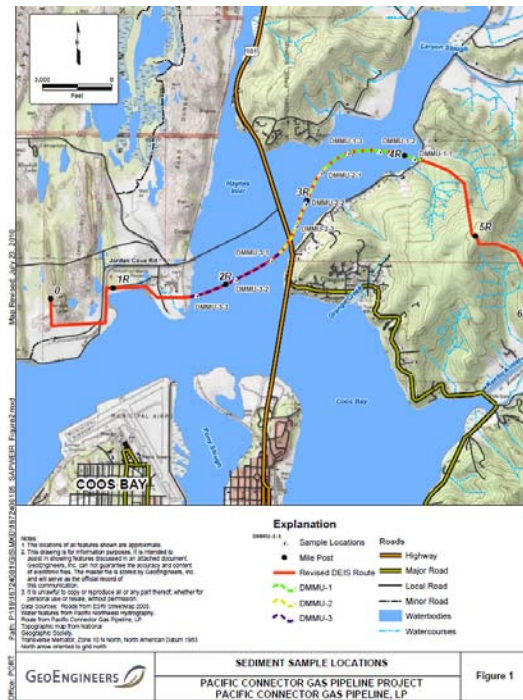 3,000 0
Feet
101
Larson Slough
Haynes
Inlet
DMMU-1-3
DMMU-1-2
4R
DMMU-1-1
DMMU-2-1
3R
DMMU-2-2
DMMU-2-3
5R
DMMU-3-1
Jordan Cove Rd
1R
2R
DMMU-3-2
0
DMMU-3-3
6
Coos Bay
Pony Slough
MUNICIPAL AIRPORT
COOS BAY
Map Revised: July 23, 2010
Office: PORT
Notes:
1. The locations of all features shown are approximate.
2. This drawing is for information purposes. It is intended to
assist in showing features discussed in an attached document.
GeoEngineers, Inc. can not guarantee the accuracy and content
of electronic files. The master file is stored by GeoEngineers, Inc.
and will serve as the official record of
this communication.
3. It is unlawful to copy or reproduce all or any part thereof, whether for
personal use or resale, without permission.
Data Sources: Roads from ESRI StreetMap 2005.
Water features from Pacific Northwest Hydrography.
Route from Pacific Connector Gas Pipeline, LP.
Topographic map from National
Geographic Society.
Transverse Mercator, Zone 10 N North, North American Datum 1983
North arrow oriented to grid north
Explanation
DMMU-1-1
Sample Locations
Mile Post
Revised DEIS Route
DMMU-1
DMMU-2
DMMU-3
Roads
Highway
Major Road
Local Road
Minor Road
Waterbodies
Watercourses
GEOENGINEERS
SEDIMENT SAMPLE LOCATIONS
PACIFIC CONNECTOR GAS PIPELINE PROJECT
PACIFIC CONNECTOR GAS PIPELINE, LP
Figure 1